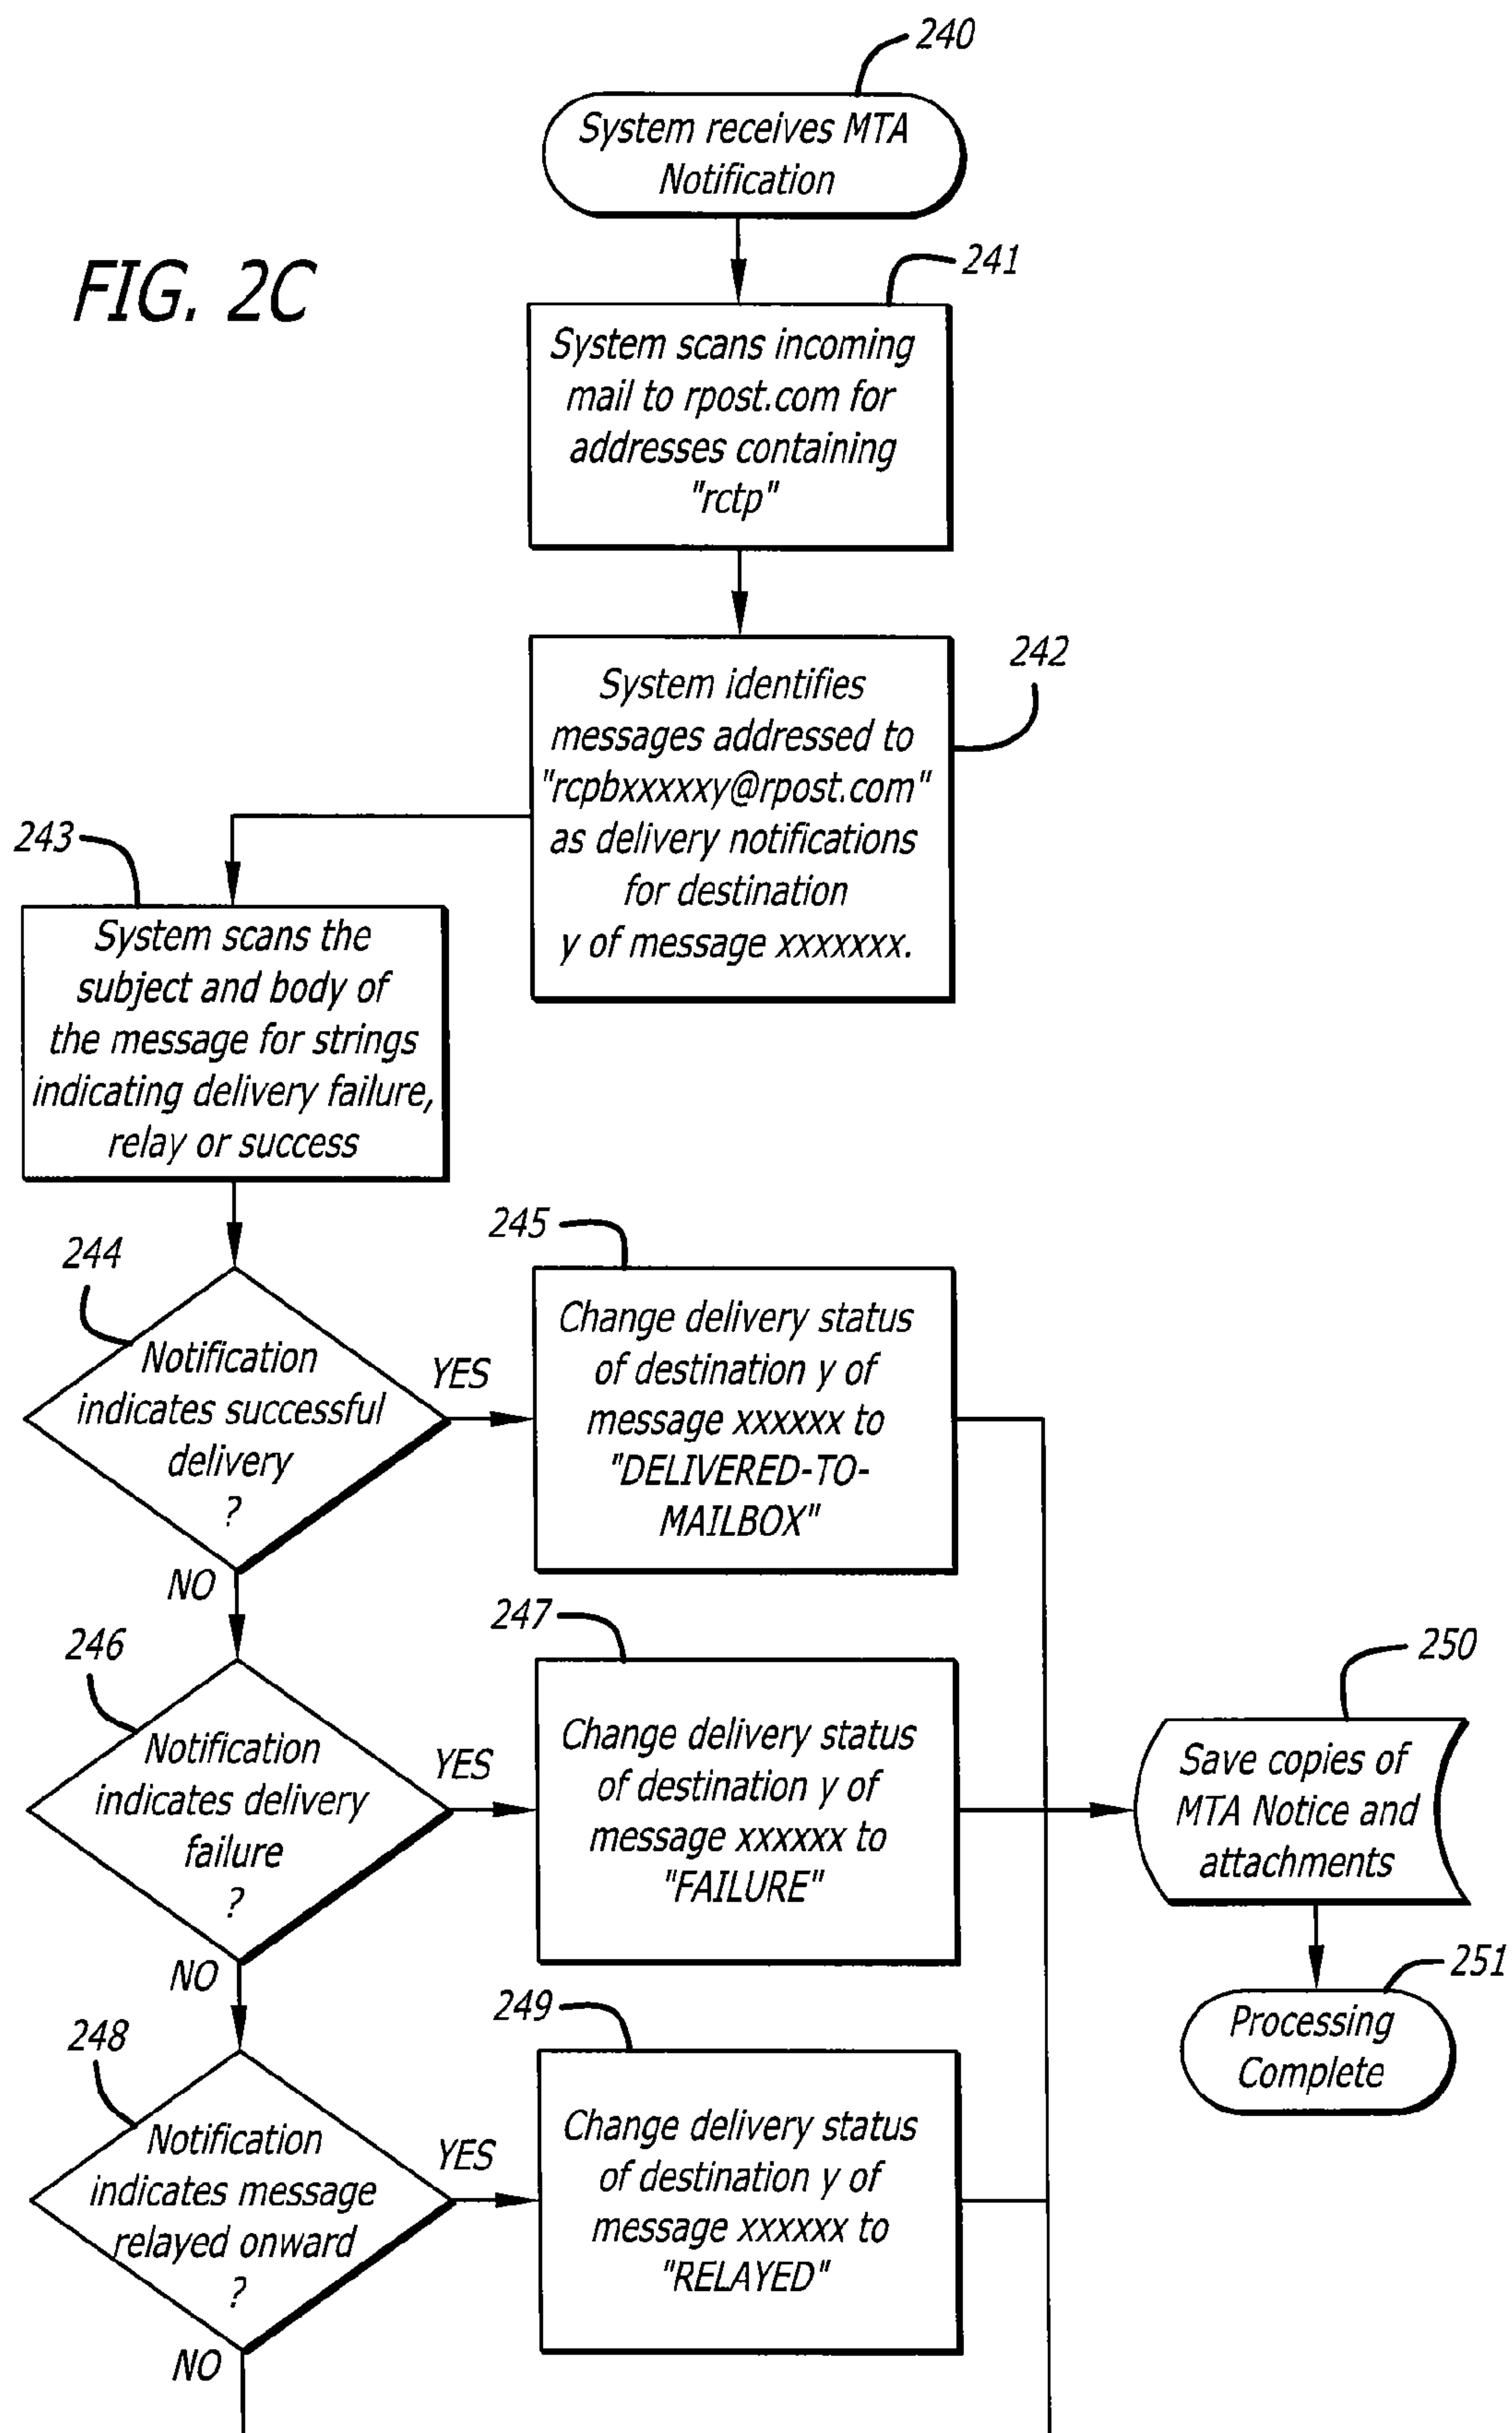 240
System receives MTA
Notification
FIG. 2C
241
System scans incoming
mail to rpost.com for
addresses containing
"rctp"
242
System identifies
messages addressed to
"rcpbxxxxxy@rpost.com"
as delivery notifications
for destination
y of message xxxxxxx.
243
System scans the
subject and body of
the message for strings
indicating delivery failure,
relay or success
244
Notification
indicates successful
delivery
?
YES
NO
245
Change delivery status
of destination y of
message xxxxxx to
"DELIVERED-TO-
MAILBOX"
246
Notification
indicates delivery
failure
?
YES
NO
247
Change delivery status
of destination y of
message xxxxxx to
"FAILURE"
248
Notification
indicates message
relayed onward
?
YES
NO
249
Change delivery status
of destination y of
message xxxxxx to
"RELAYED"
250
Save copies of
MTA Notice and
attachments
251
Processing
Complete